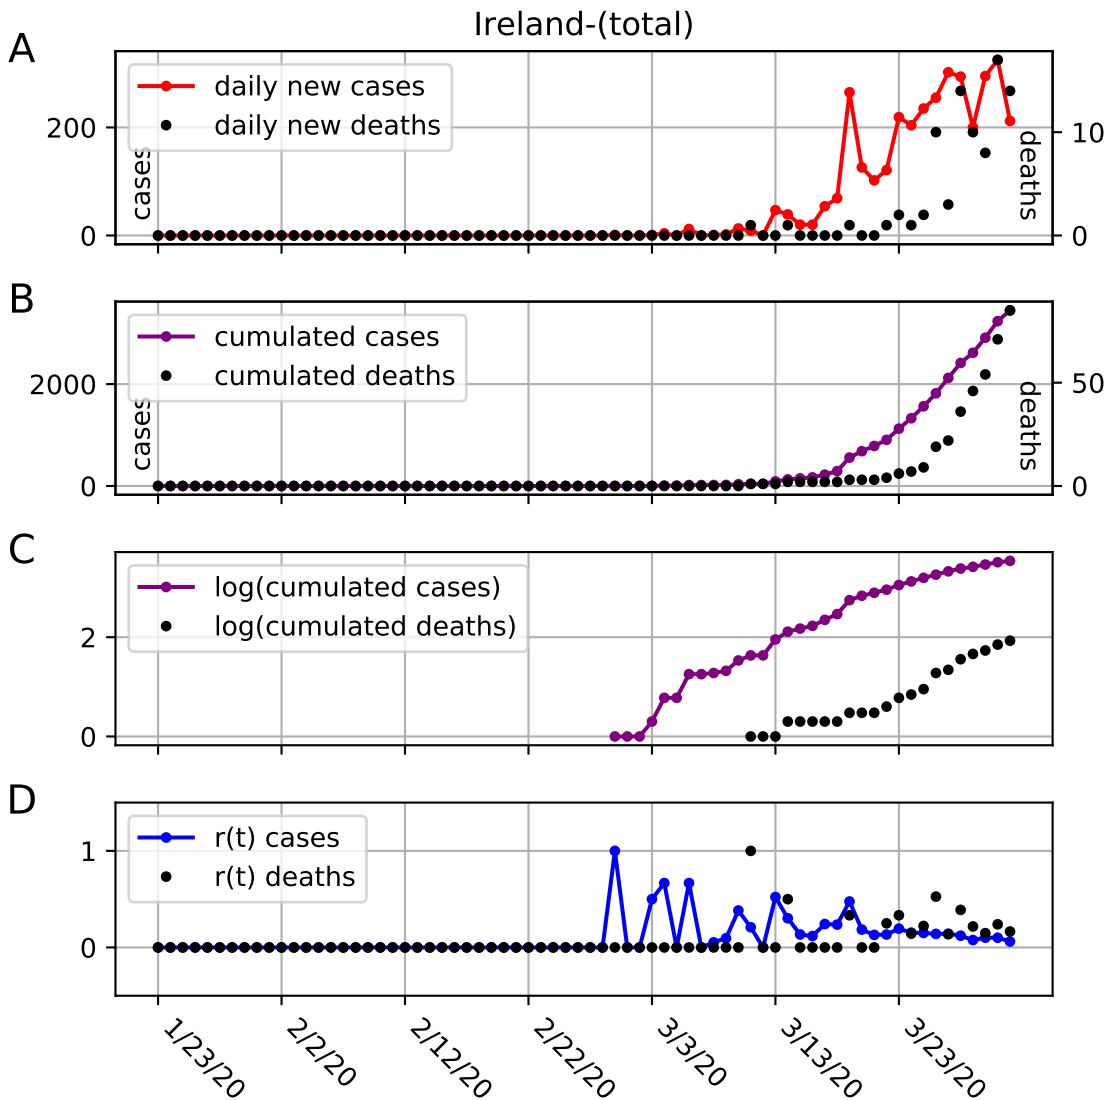 Ireland-(total)
A
daily new cases
daily new deaths
200
0
cases
10
0
deaths
B
cumulated cases
cumulated deaths
2000
0
cases
50
0
deaths
C
log(cumulated cases)
log(cumulated deaths)
2
0
D
r(t) cases
r(t) deaths
1
0
1/23/20
2/2/20
2/12/20
2/22/20
3/3/20
3/13/20
3/23/20